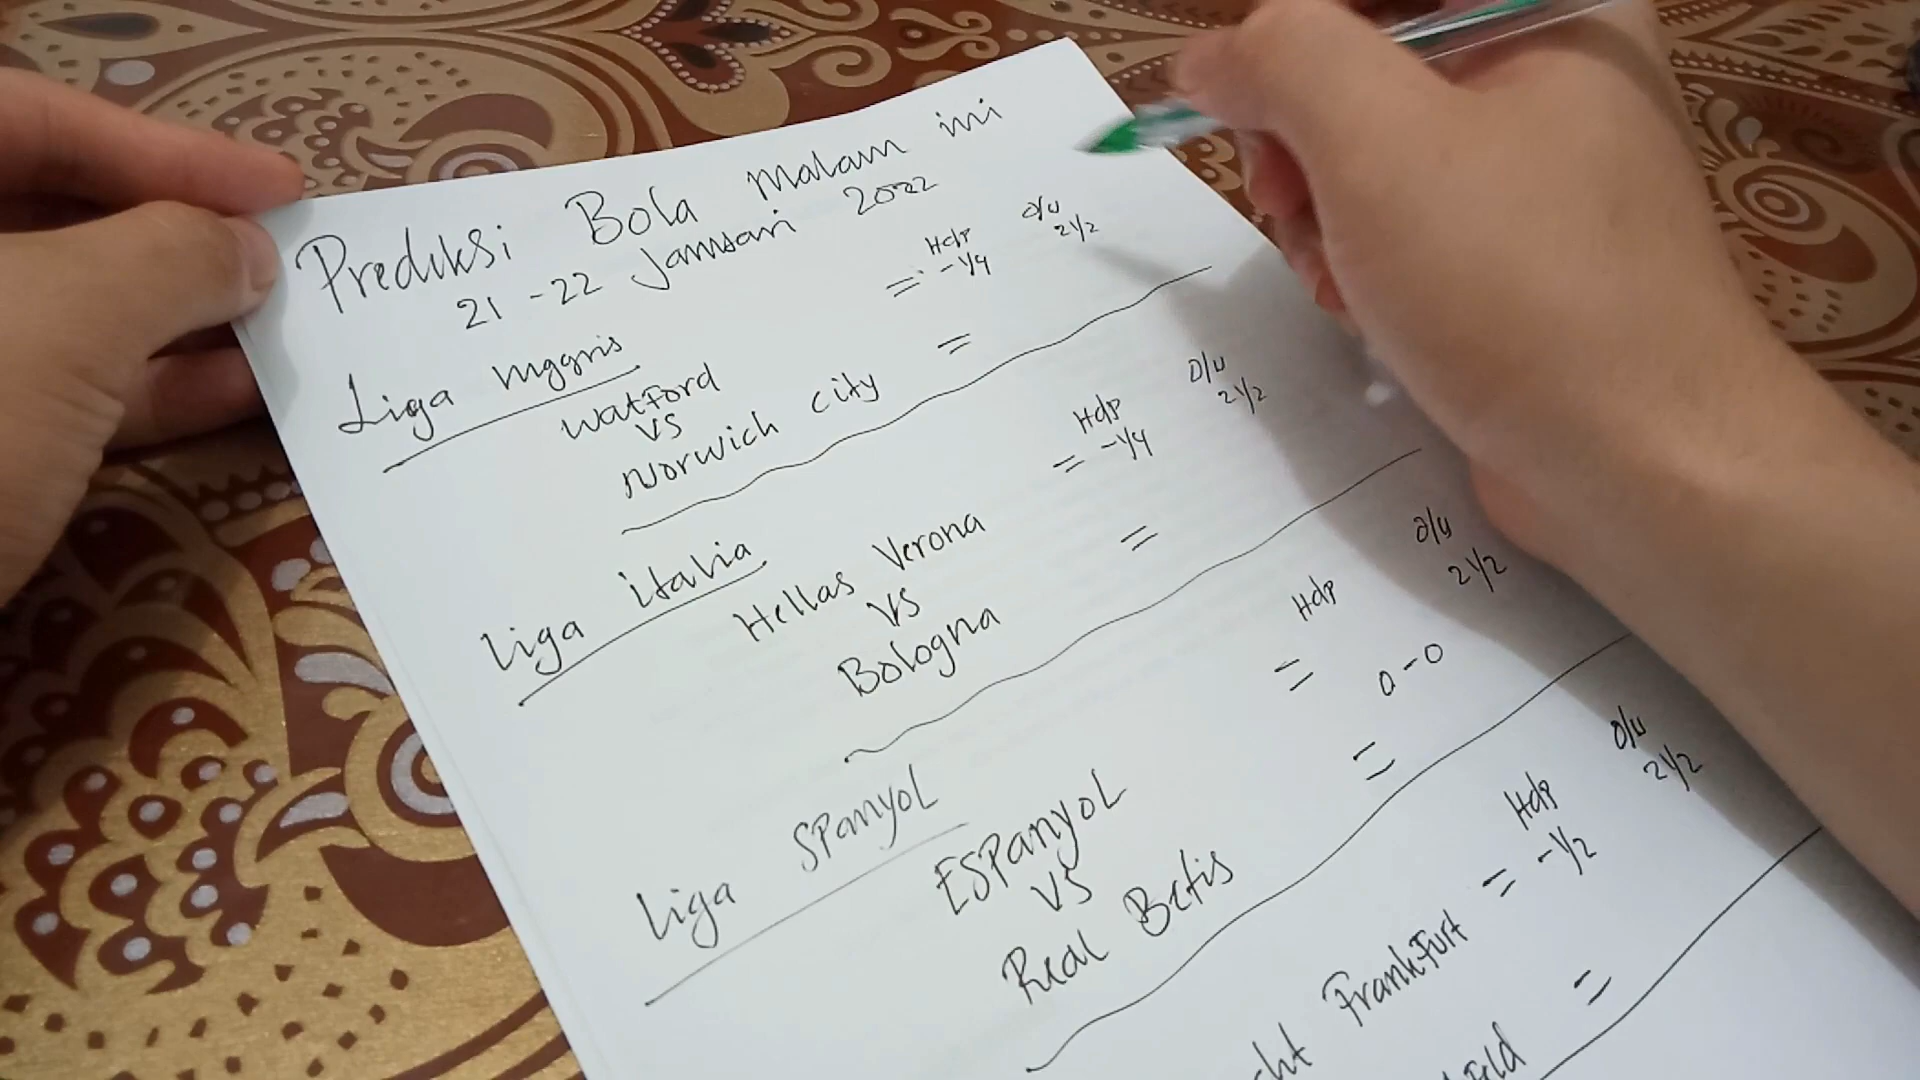 Prediksi Bola Malam ini
21 - 22 Januari 2022
Liga Inggris
Hdp O/U
Watford = -1/4 2 1/2
VS
Norwich city =
Liga italia
Hdp O/U
Hellas Verona = -1/4 2 1/2
VS
Bologna =
Liga SPanyoL
Hdp O/U
ESPanyoL = 0-0 2 1/2
VS
Real Betis =
Hdp O/U
Frankfurt = -1/2 2 1/2
=